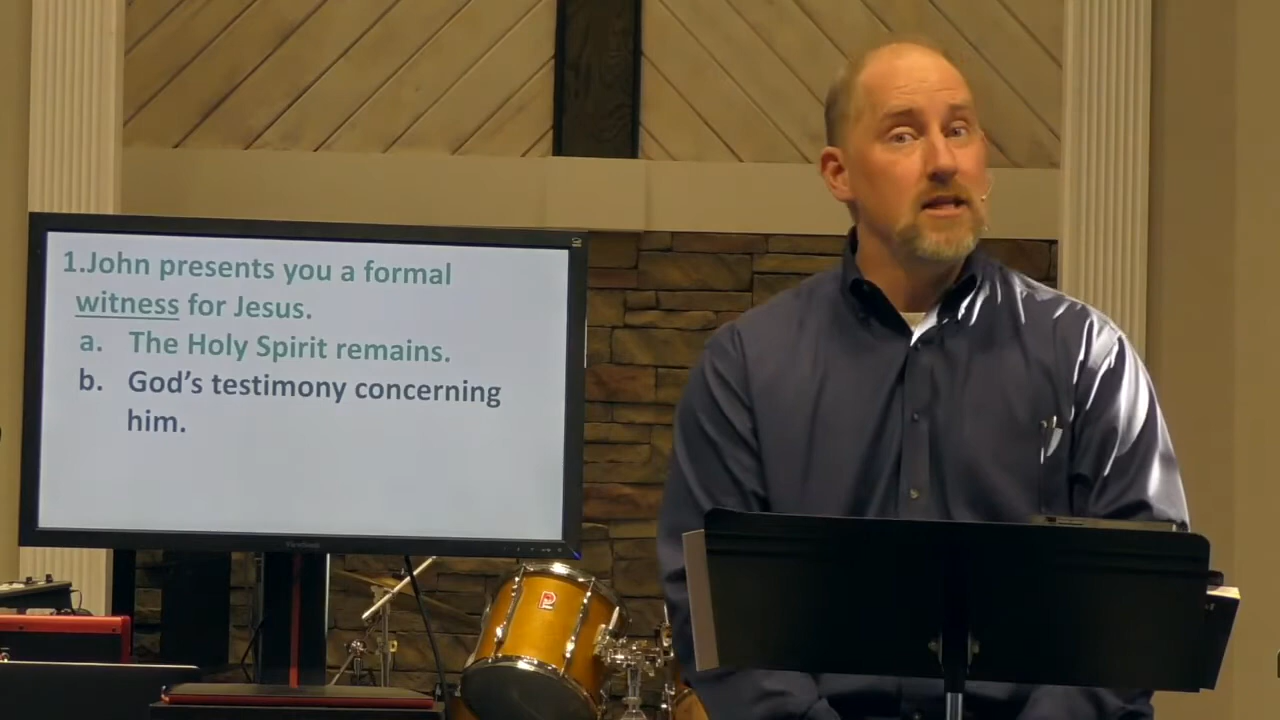 1.John presents you a formal
witness for Jesus.
a. The Holy Spirit remains.
b. God's testimony concerning
him.
P